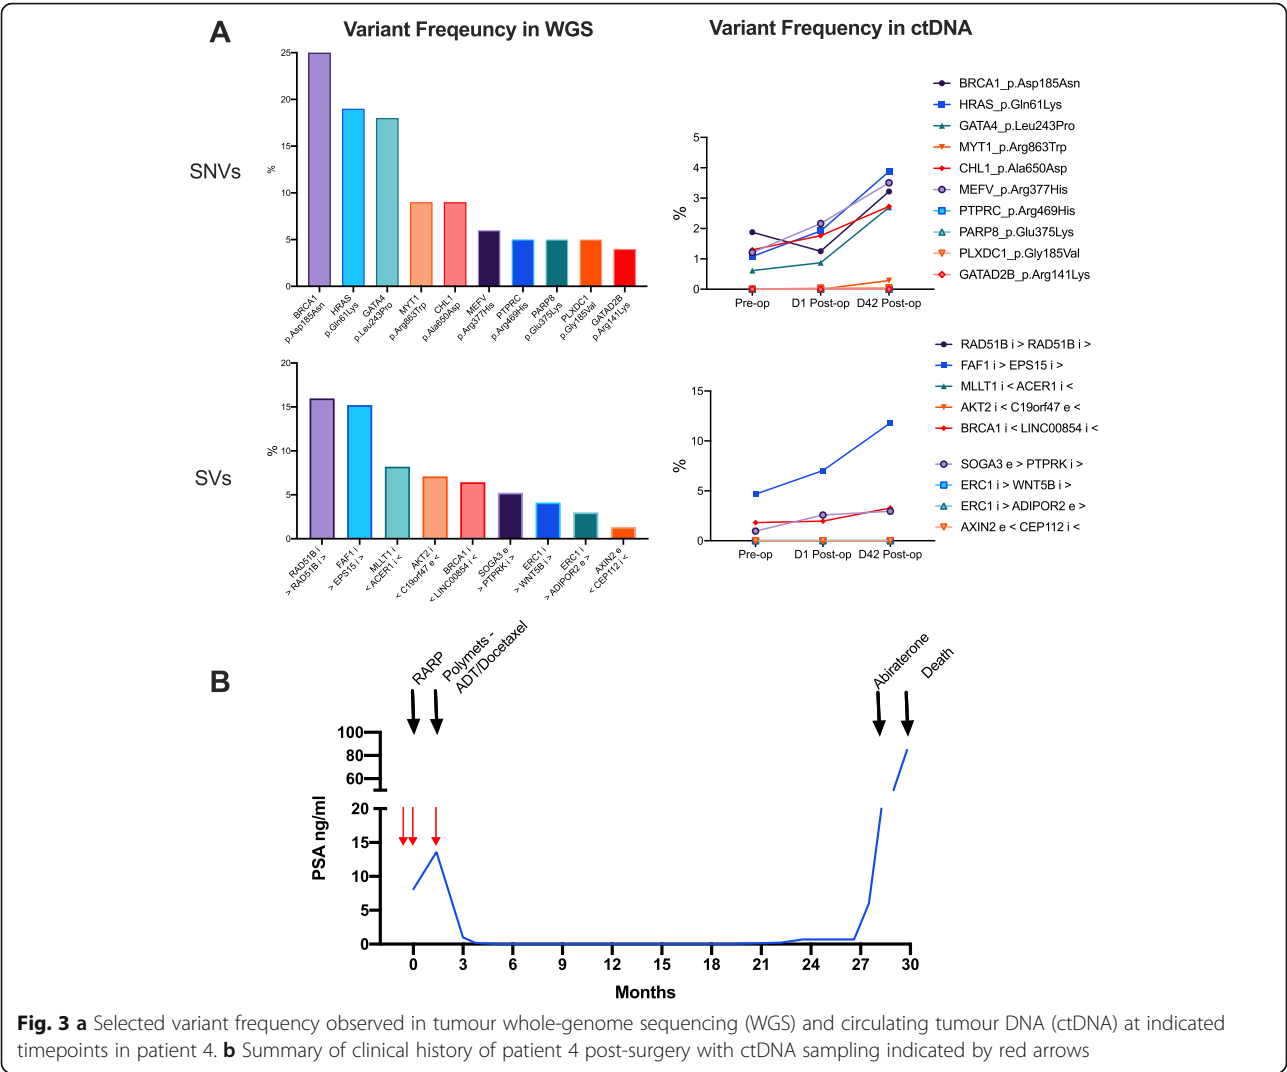 A
Variant Freqeuncy in WGS
Variant Frequency in ctDNA
SNVs
%
25
20
15
10
5
0
BRCA1
p.Asp185Asn
HRAS
p.Gln61Lys
GATA4
p.Leu243Pro
MYT1
p.Arg863Trp
CHL1
p.Ala650Asp
MEFV
p.Arg377His
PTPRC
p.Arg469His
PARP8
p.Glu375Lys
PLXDC1
p.Gly185Val
GATAD2B
p.Arg141Lys
%
5
4
3
2
1
0
Pre-op
D1 Post-op
D42 Post-op
BRCA1_p.Asp185Asn
HRAS_p.Gln61Lys
GATA4_p.Leu243Pro
MYT1_p.Arg863Trp
CHL1_p.Ala650Asp
MEFV_p.Arg377His
PTPRC_p.Arg469His
PARP8_p.Glu375Lys
PLXDC1_p.Gly185Val
GATAD2B_p.Arg141Lys
SVs
%
20
15
10
5
0
RAD51B i
> RAD51B i >
FAF1 i
> EPS15 i >
MLLT1 i
< ACER1 i <
AKT2 i
< C19orf47 e <
BRCA1 i
< LINC00854 i <
SOGA3 e
> PTPRK i >
ERC1 i
> WNT5B i >
ERC1 i
> ADIPOR2 e >
AXIN2 e
< CEP112 i <
%
15
10
5
0
Pre-op
D1 Post-op
D42 Post-op
RAD51B i > RAD51B i >
FAF1 i > EPS15 i >
MLLT1 i < ACER1 i <
AKT2 i < C19orf47 e <
BRCA1 i < LINC00854 i <
SOGA3 e > PTPRK i >
ERC1 i > WNT5B i >
ERC1 i > ADIPOR2 e >
AXIN2 e < CEP112 i <
B
RARP
Polymets -
ADT/Docetaxel
Abiraterone
Death
PSA ng/ml
100
80
60
20
15
10
5
0
0 3 6 9 12 15 18 21 24 27 30
Months
Fig. 3 a Selected variant frequency observed in tumour whole-genome sequencing (WGS) and circulating tumour DNA (ctDNA) at indicated
timepoints in patient 4. b Summary of clinical history of patient 4 post-surgery with ctDNA sampling indicated by red arrows